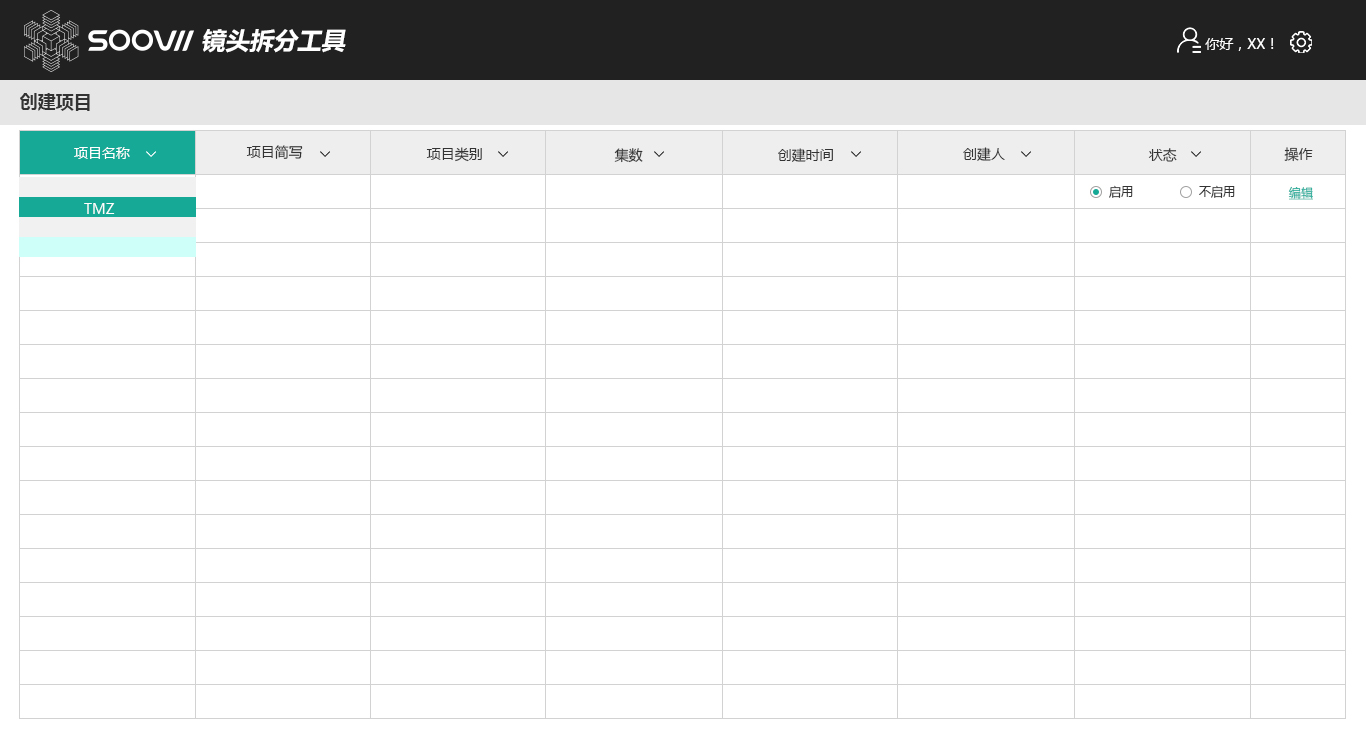 SOOVII 镜头拆分工具
你好，XX！
创建项目
项目名称 项目简写 项目类别 集数 创建时间 创建人 状态 操作
启用 不启用 编辑
TMZ